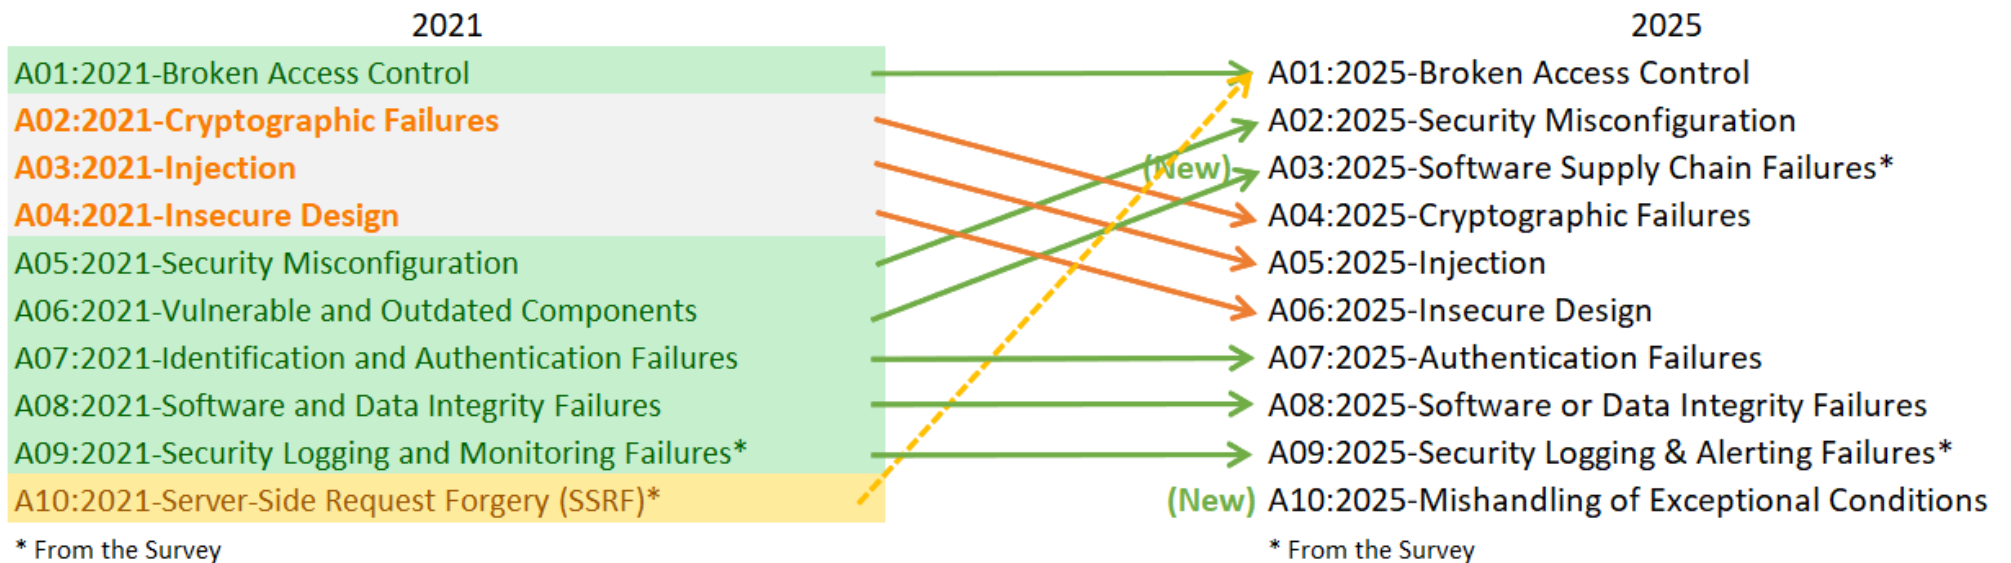 2021
A01:2021-Broken Access Control
A02:2021-Cryptographic Failures
A03:2021-Injection
A04:2021-Insecure Design
A05:2021-Security Misconfiguration
A06:2021-Vulnerable and Outdated Components
A07:2021-Identification and Authentication Failures
A08:2021-Software and Data Integrity Failures
A09:2021-Security Logging and Monitoring Failures*
A10:2021-Server-Side Request Forgery (SSRF)*
* From the Survey
2025
A01:2025-Broken Access Control
A02:2025-Security Misconfiguration
(New) A03:2025-Software Supply Chain Failures*
A04:2025-Cryptographic Failures
A05:2025-Injection
A06:2025-Insecure Design
A07:2025-Authentication Failures
A08:2025-Software or Data Integrity Failures
A09:2025-Security Logging & Alerting Failures*
(New) A10:2025-Mishandling of Exceptional Conditions
* From the Survey